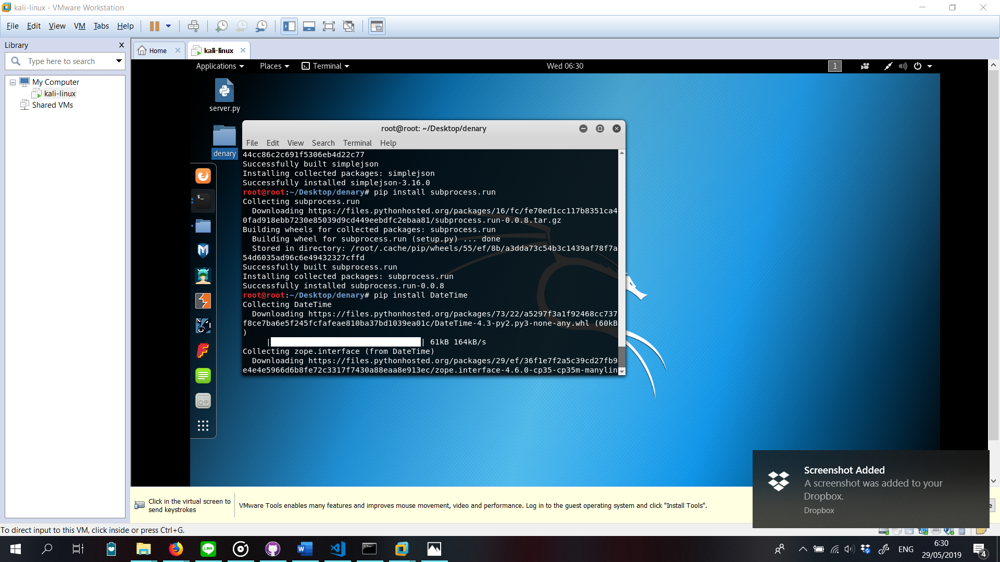 kali-linux - VMware Workstation
File Edit View VM Tabs Help
Library
Type here to search
My Computer
kali-linux
Shared VMs
Home
kali-linux
Applications Places Terminal Wed 06:30 1
server.py
denary
root@root: ~/Desktop/denary
File Edit View Search Terminal Help
44cc86c2c691f5306eb4d22c77
Successfully built simplejson
Installing collected packages: simplejson
Successfully installed simplejson-3.16.0
root@root:~/Desktop/denary# pip install subprocess.run
Collecting subprocess.run
Downloading https://files.pythonhosted.org/packages/16/fc/fe70ed1cc117b8351ca4
0fad918ebb7230e85039d9cd449eebdfc2ebaa81/subprocess.run-0.0.8.tar.gz
Building wheels for collected packages: subprocess.run
Building wheel for subprocess.run (setup.py) ... done
Stored in directory: /root/.cache/pip/wheels/55/ef/8b/a3dda73c54b3c1439af78f7a
54d6035ad96c6e49432327cffd
Successfully built subprocess.run
Installing collected packages: subprocess.run
Successfully installed subprocess.run-0.0.8
root@root:~/Desktop/denary# pip install DateTime
Collecting DateTime
Downloading https://files.pythonhosted.org/packages/73/22/a5297f3a1f92468cc737
f8ce7ba6e5f245fcfafeae810ba37bd1039ea01c/DateTime-4.3-py2.py3-none-any.whl (60kB
)
| | 61kB 164kB/s
Collecting zope.interface (from DateTime)
Downloading https://files.pythonhosted.org/packages/29/ef/36f1e7f2a5c39cd27fb9
e4e4e5966d6b8fe72c3317f7430a88eaa8e913ec/zope.interface-4.6.0-cp35-cp35m-manylin
Screenshot Added
A screenshot was added to your
Dropbox.
Dropbox
Click in the virtual screen to
send keystrokes
VMware Tools enables many features and improves mouse movement, video and performance. Log in to the guest operating system and click "Install Tools".
To direct input to this VM, click inside or press Ctrl+G.
LINE
ENG
6:30
29/05/2019
4